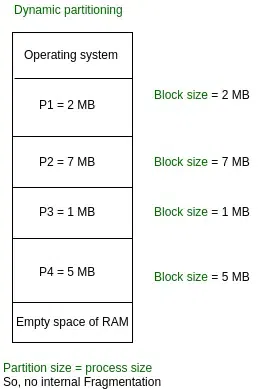 Dynamic partitioning
Operating system
P1 = 2 MB
Block size = 2 MB
P2 = 7 MB
Block size = 7 MB
P3 = 1 MB
Block size = 1 MB
P4 = 5 MB
Block size = 5 MB
Empty space of RAM
Partition size = process size
So, no internal Fragmentation